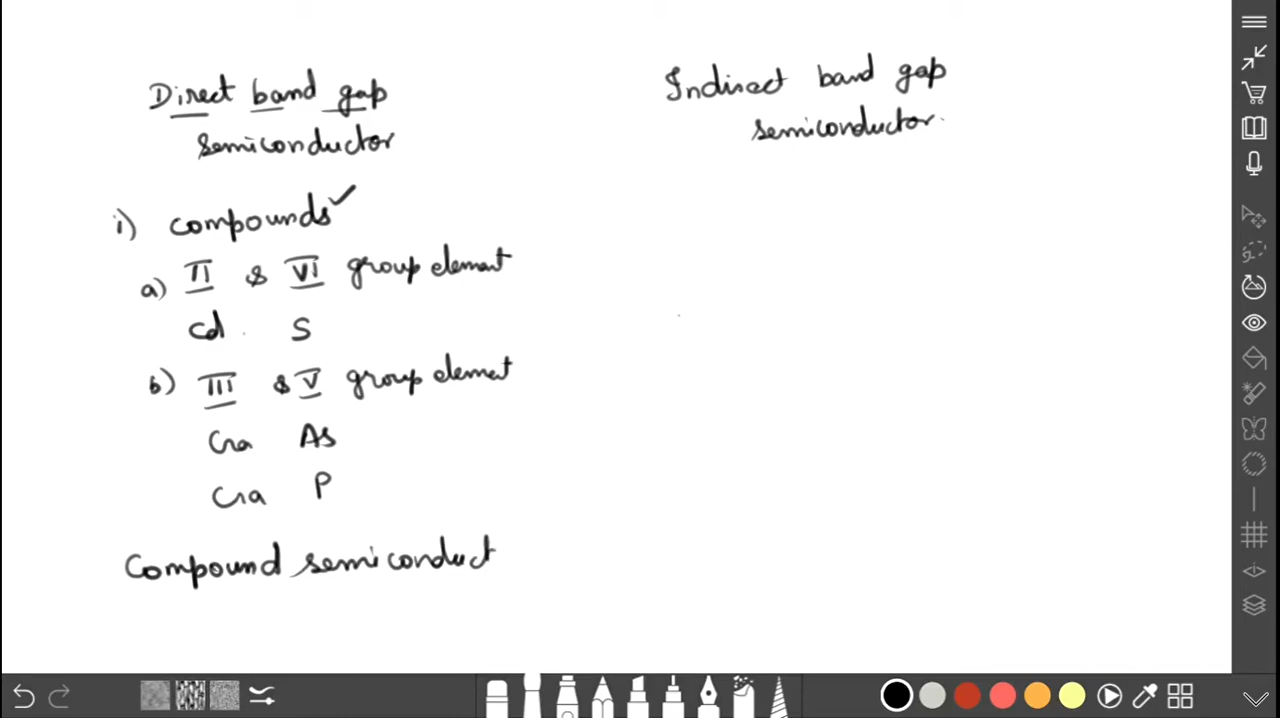 Direct band gap
semiconductor
i) compounds✓
a) II & VI group element
Cd S
b) III & V group element
Ga As
Ga P
Compound semiconduct
Indirect band gap
semiconductor.